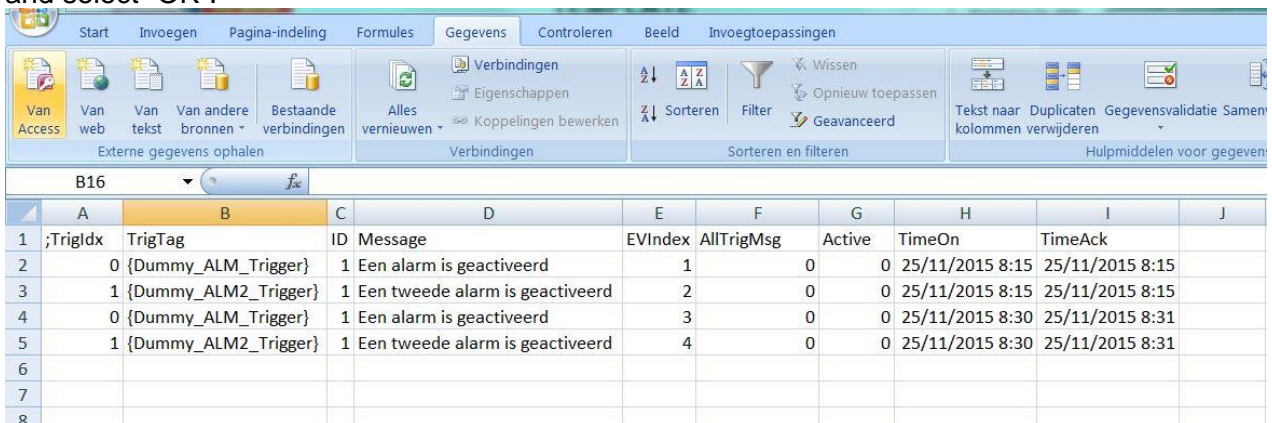 and select "OK".
Start Invoegen Pagina-indeling Formules Gegevens Controleren Beeld Invoegtoepassingen
Van Access
Van web
Van tekst
Van andere bronnen
Bestaande verbindingen
Externe gegevens ophalen
Alles vernieuwen
Verbindingen
Eigenschappen
Koppelingen bewerken
Verbindingen
Sorteren
Filter
Wissen
Opnieuw toepassen
Geavanceerd
Sorteren en filteren
Tekst naar kolommen
Duplicaten verwijderen
Gegevensvalidatie
Hulpmiddelen voor
B16 fx
A B C D E F G H I J
1 ;TrigIdx TrigTag ID Message EVIndex AllTrigMsg Active TimeOn TimeAck
2 0 {Dummy_ALM_Trigger} 1 Een alarm is geactiveerd 1 0 0 25/11/2015 8:15 25/11/2015 8:15
3 1 {Dummy_ALM2_Trigger} 1 Een tweede alarm is geactiveerd 2 0 0 25/11/2015 8:15 25/11/2015 8:15
4 0 {Dummy_ALM_Trigger} 1 Een alarm is geactiveerd 3 0 0 25/11/2015 8:30 25/11/2015 8:31
5 1 {Dummy_ALM2_Trigger} 1 Een tweede alarm is geactiveerd 4 0 0 25/11/2015 8:30 25/11/2015 8:31
6
7
8